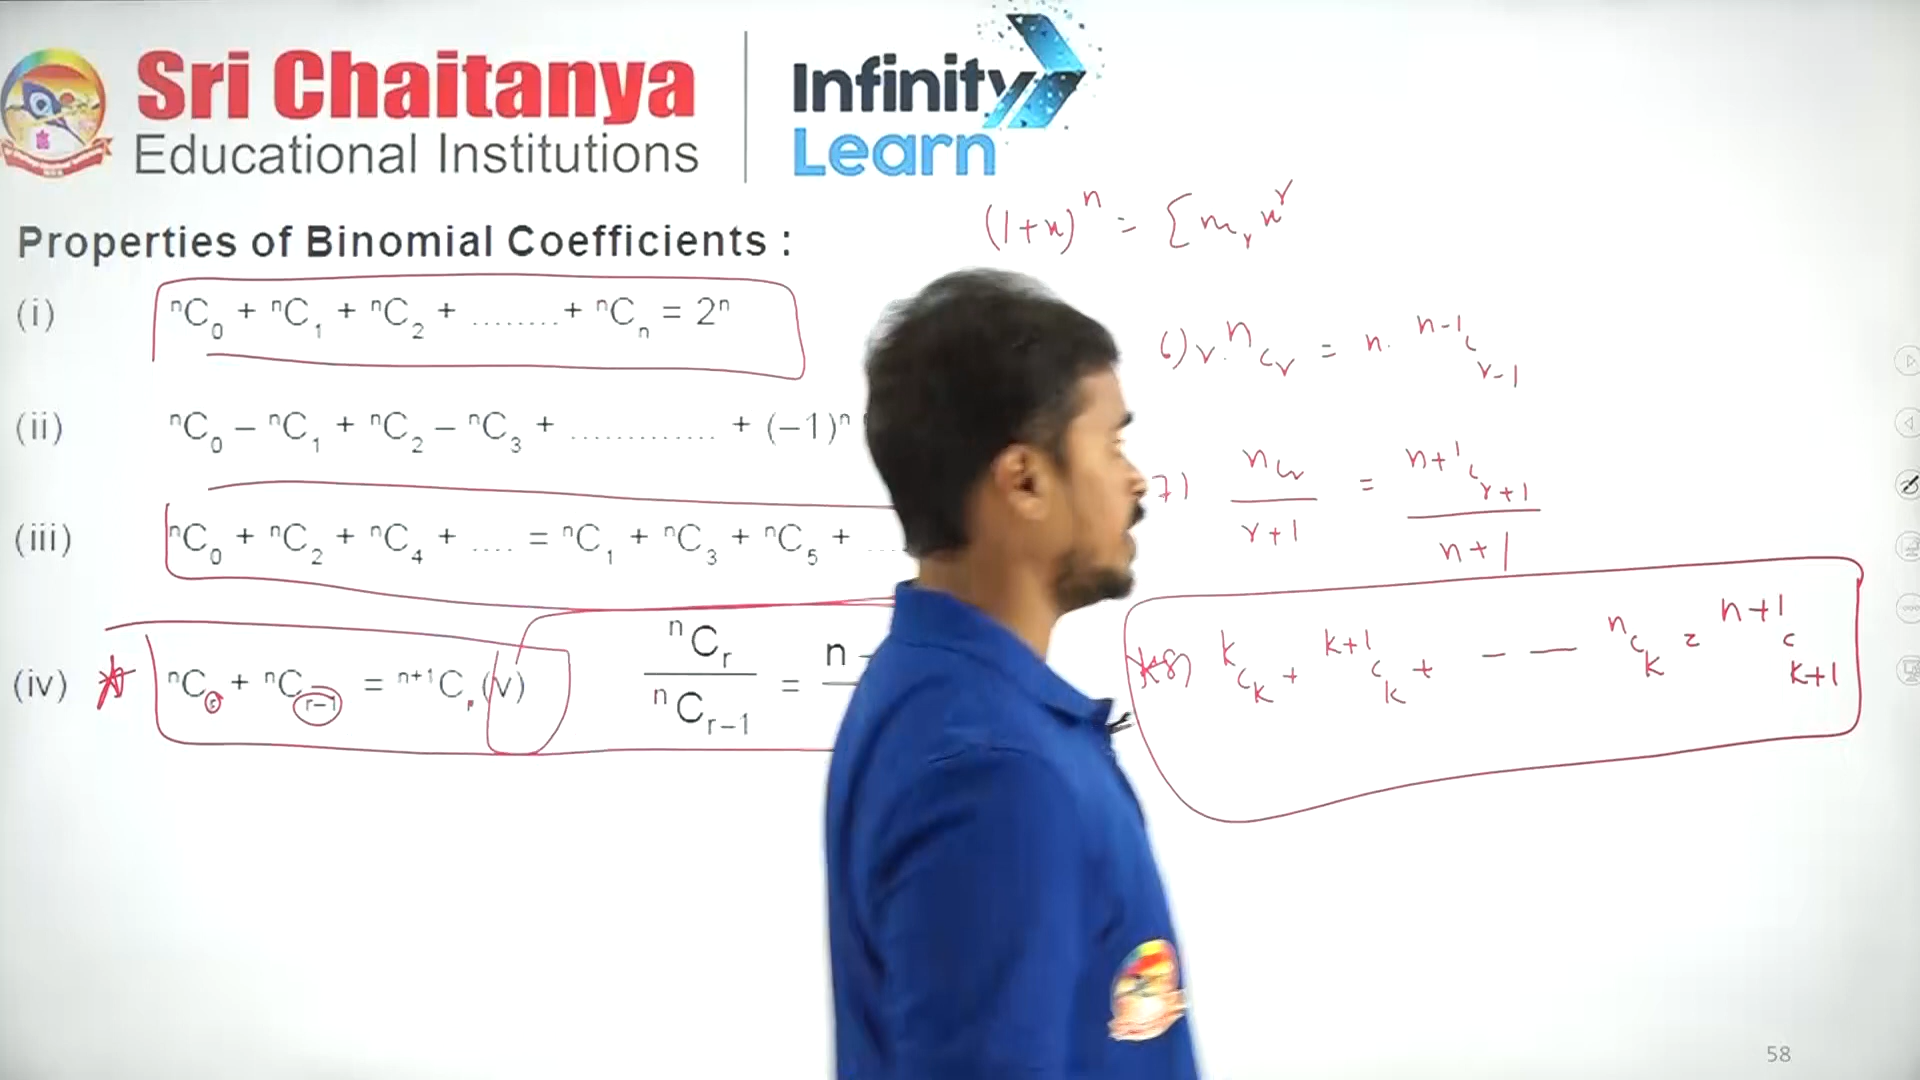 Sri Chaitanya
Educational Institutions
Infinity
Learn
Properties of Binomial Coefficients :
(1+x)ⁿ = Σ nCᵣ xʳ
(i) ⁿC₀ + ⁿC₁ + ⁿC₂ + ........ + ⁿCₙ = 2ⁿ
6) r. ⁿCᵣ = n. ⁿ⁻¹Cᵣ₋₁
(ii) ⁿC₀ – ⁿC₁ + ⁿC₂ – ⁿC₃ + ............. + (–1)ⁿ
7) ⁿCᵣ / r+1 = ⁿ⁺¹Cᵣ₊₁ / n+1
(iii) ⁿC₀ + ⁿC₂ + ⁿC₄ + .... = ⁿC₁ + ⁿC₃ + ⁿC₅ + ....
(iv) ⁿCᵣ + ⁿCᵣ₋₁ = ⁿ⁺¹Cᵣ (v) ⁿCᵣ / ⁿCᵣ₋₁ = n –
8) ᵏCₖ + ᵏ⁺¹Cₖ + – — ⁿCₖ = ⁿ⁺¹Cₖ₊₁
58